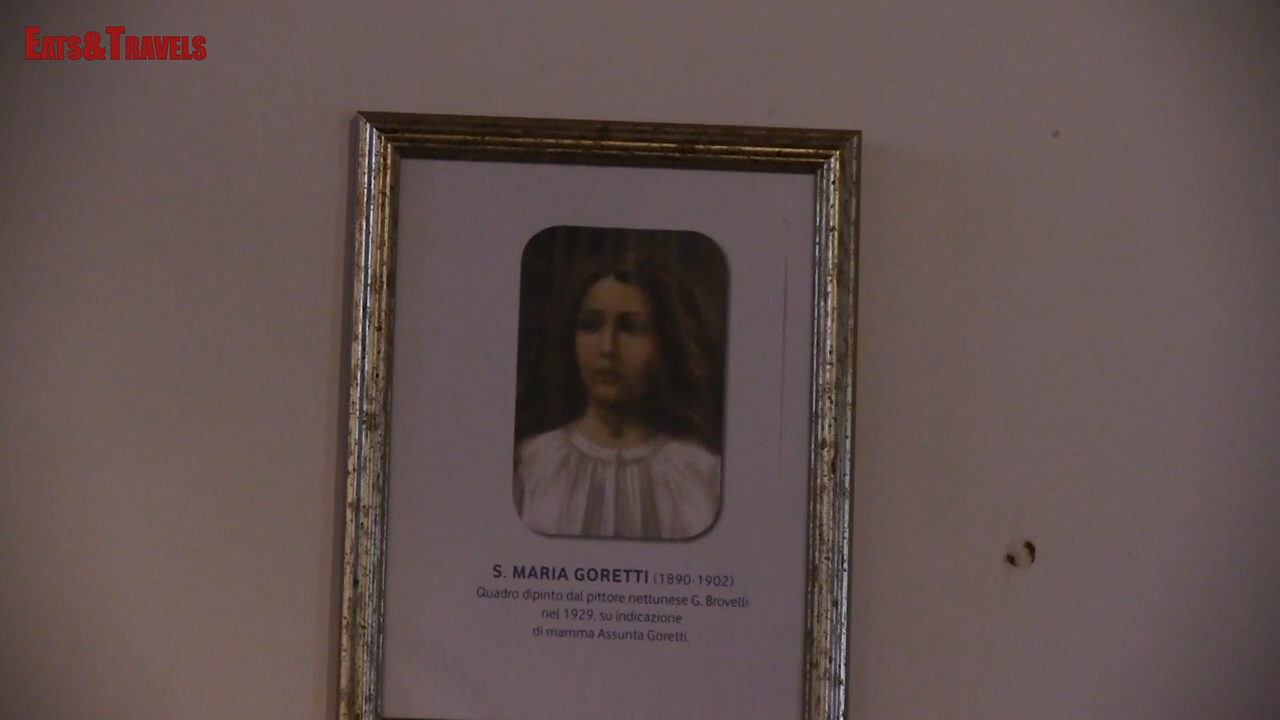 EATS&TRAVELS
S. MARIA GORETTI (1890-1902)
Quadro dipinto dal pittore nettunese G. Brovelli
nel 1929, su indicazione
di mamma Assunta Goretti.